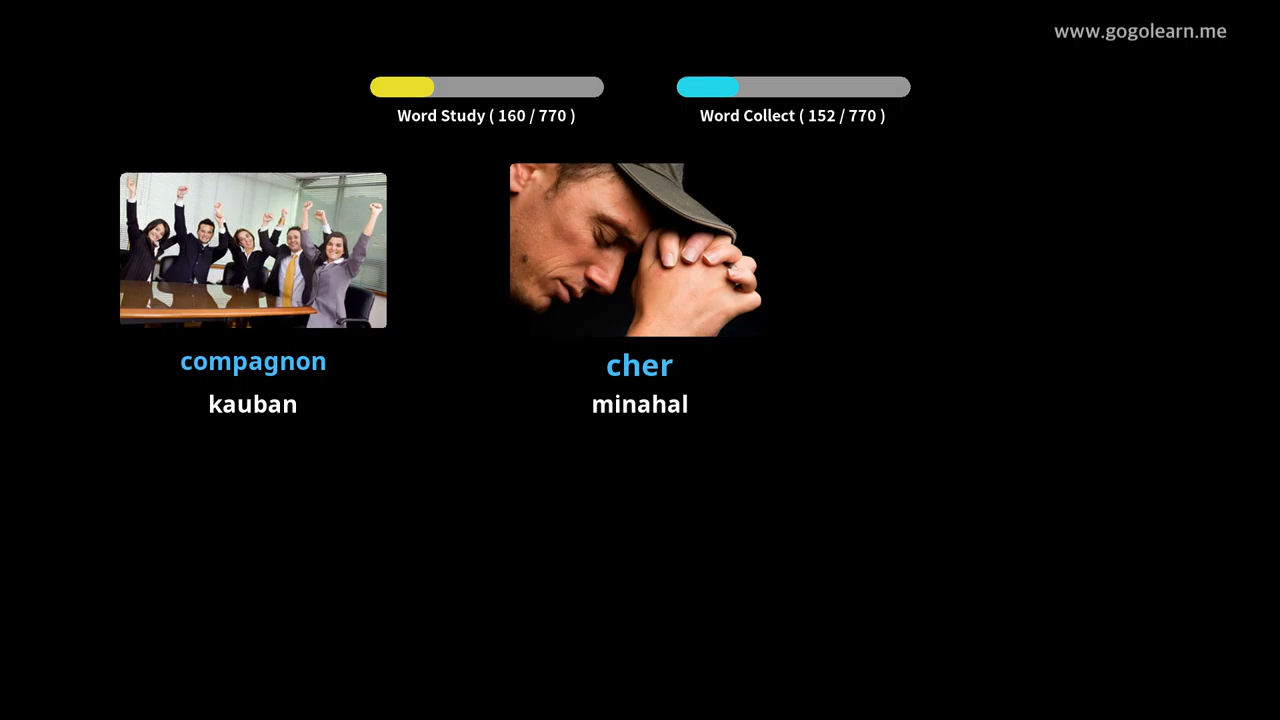 www.gogolearn.me
Word Study ( 160 / 770 )
Word Collect ( 152 / 770 )
compagnon
kauban
cher
minahal